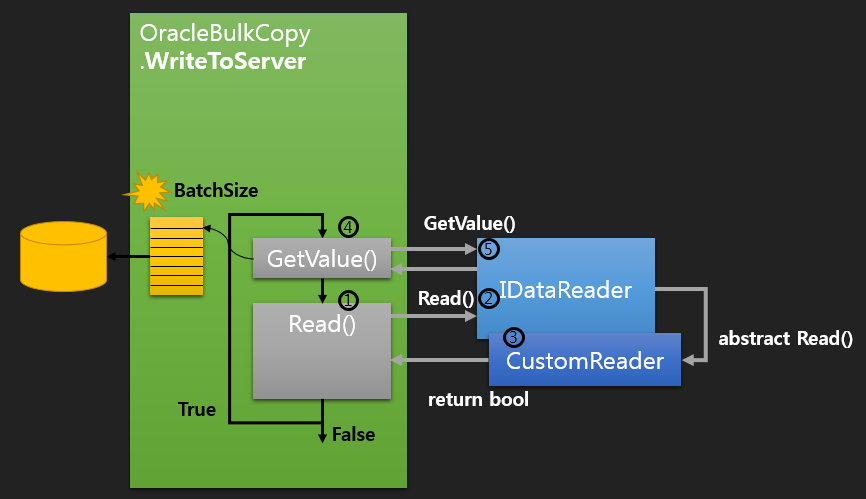 OracleBulkCopy
.WriteToServer
BatchSize
④
GetValue()
GetValue()
⑤
①
Read()
Read()
②
IDataReader
③
CustomReader
abstract Read()
return bool
True
False